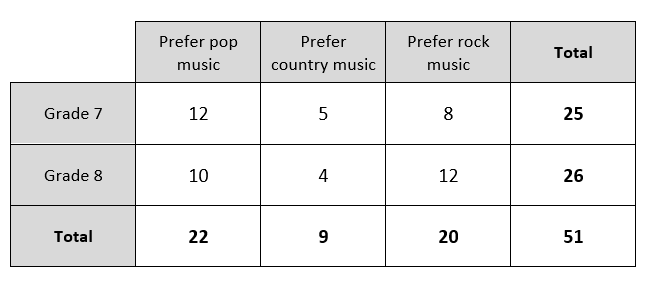 Prefer pop music
Prefer country music
Prefer rock music
Total
Grade 7 12 5 8 25
Grade 8 10 4 12 26
Total 22 9 20 51